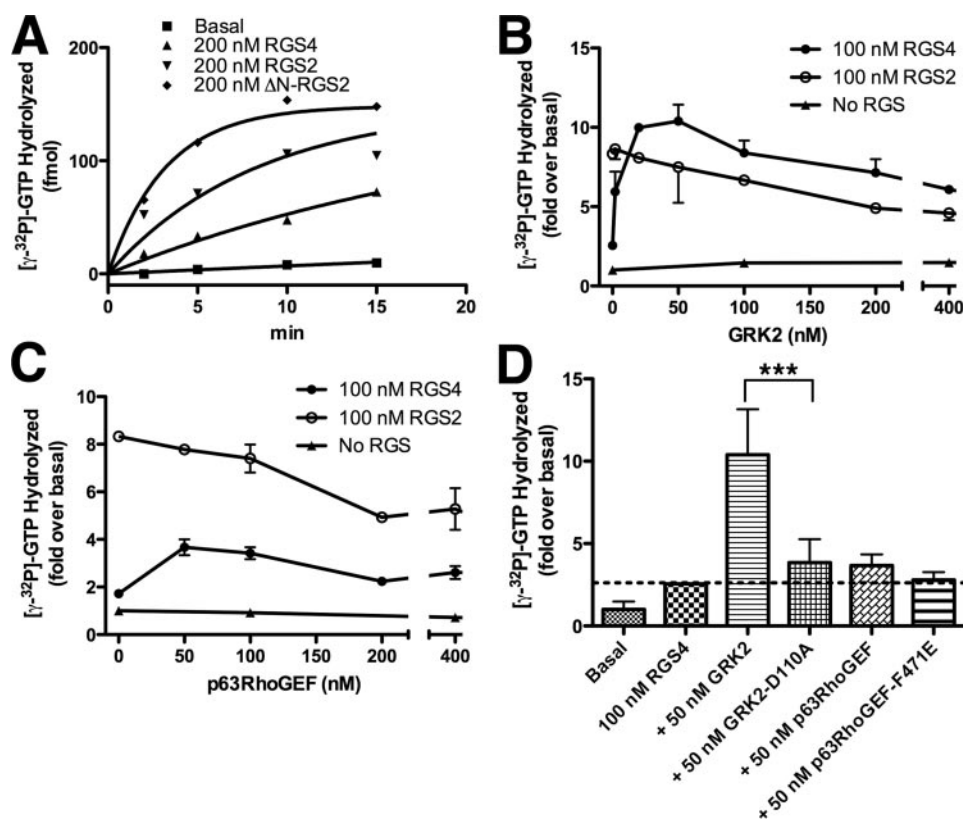 A
[γ-³²P]-GTP Hydrolyzed
(fmol)
200
100
0
Basal
200 nM RGS4
200 nM RGS2
200 nM ΔN-RGS2
0 5 10 15 20
min
B
[γ-³²P]-GTP Hydrolyzed
(fold over basal)
15
10
5
0
100 nM RGS4
100 nM RGS2
No RGS
0 50 100 150 200 400
GRK2 (nM)
C
[γ-³²P]-GTP Hydrolyzed
(fold over basal)
10
8
6
4
2
0
100 nM RGS4
100 nM RGS2
No RGS
0 50 100 150 200 400
p63RhoGEF (nM)
D
[γ-³²P]-GTP Hydrolyzed
(fold over basal)
15
10
5
0
***
Basal
100 nM RGS4
+ 50 nM GRK2
+ 50 nM GRK2-D110A
+ 50 nM p63RhoGEF
+ 50 nM p63RhoGEF-F471E